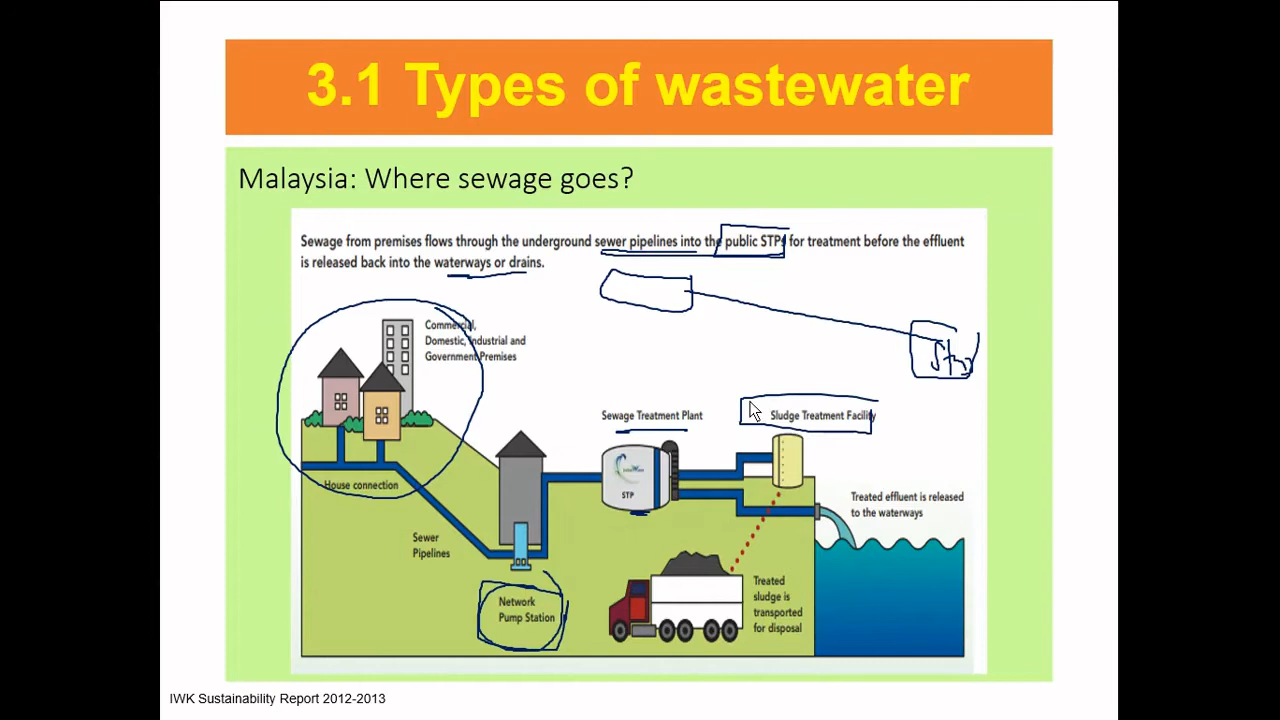 3.1 Types of wastewater
Malaysia: Where sewage goes?
Sewage from premises flows through the underground sewer pipelines into the public STPs for treatment before the effluent
is released back into the waterways or drains.
Commercial,
Domestic, Industrial and
Government Premises
Sewage Treatment Plant
Sludge Treatment Facility
House connection
STP
Treated effluent is released
to the waterways
Sewer
Pipelines
Network
Pump Station
Treated
sludge is
transported
for disposal
IWK Sustainability Report 2012-2013